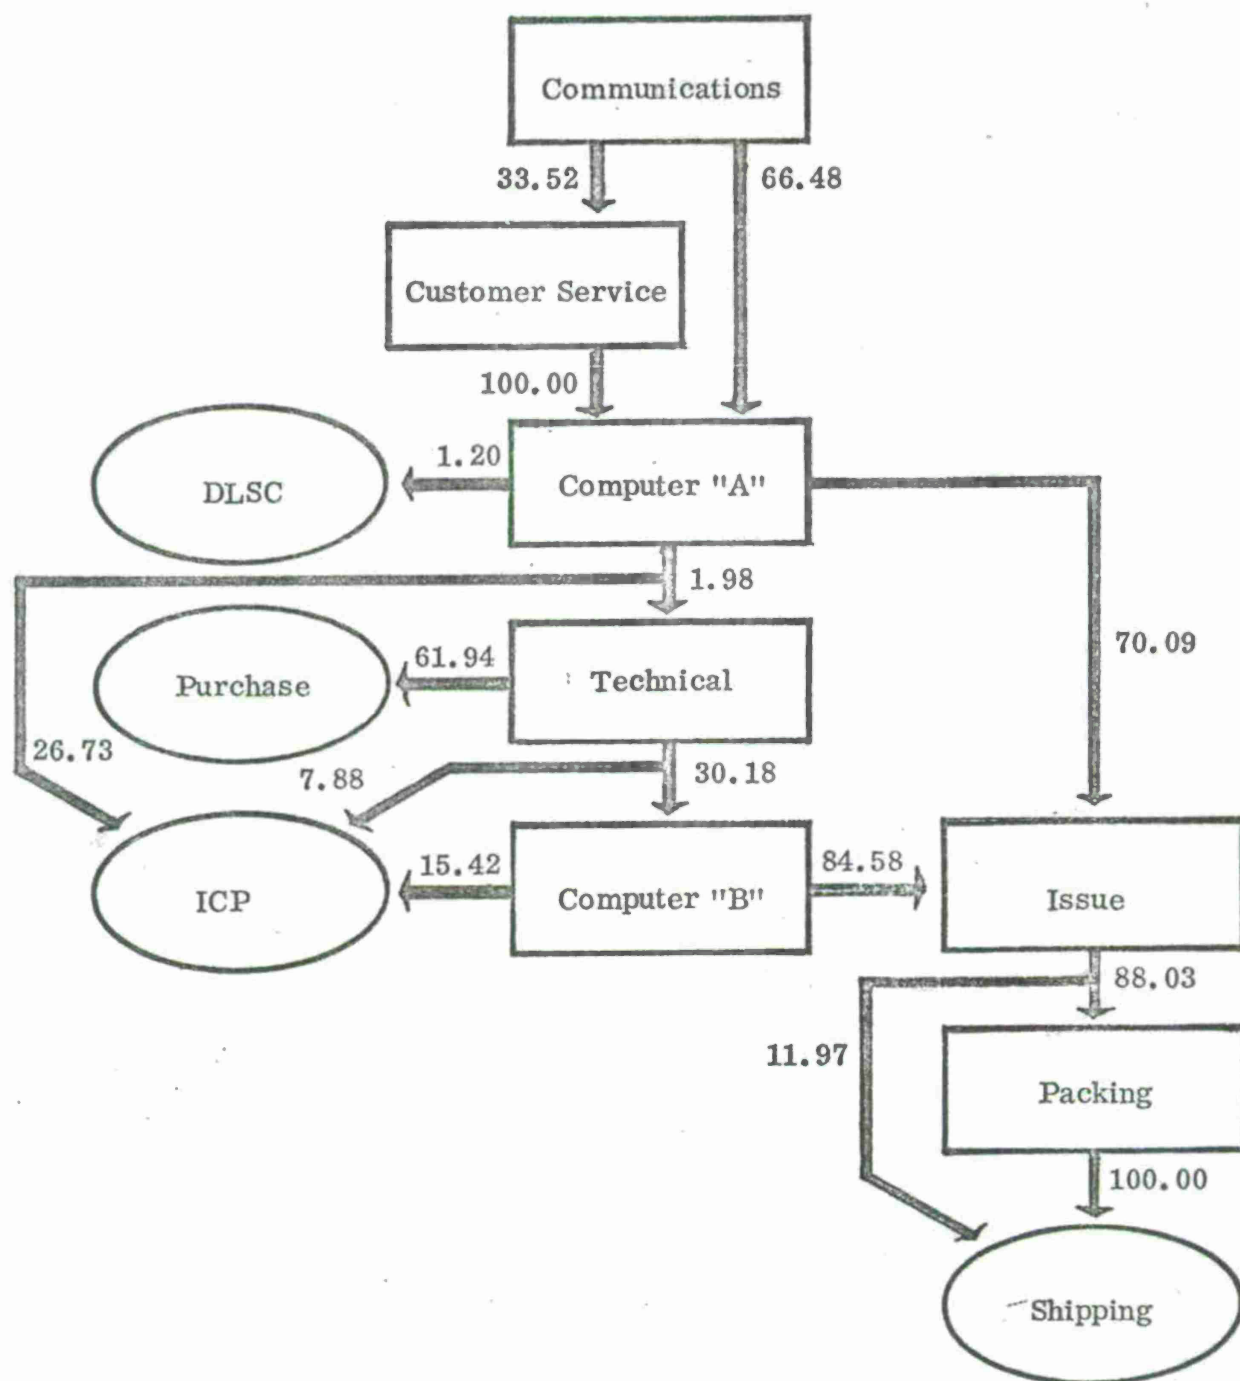 Communications
33.52
66.48
Customer Service
100.00
DLSC
1.20
Computer "A"
1.98
70.09
Purchase
61.94
Technical
26.73
7.88
30.18
ICP
15.42
Computer "B"
84.58
Issue
88.03
11.97
Packing
100.00
Shipping